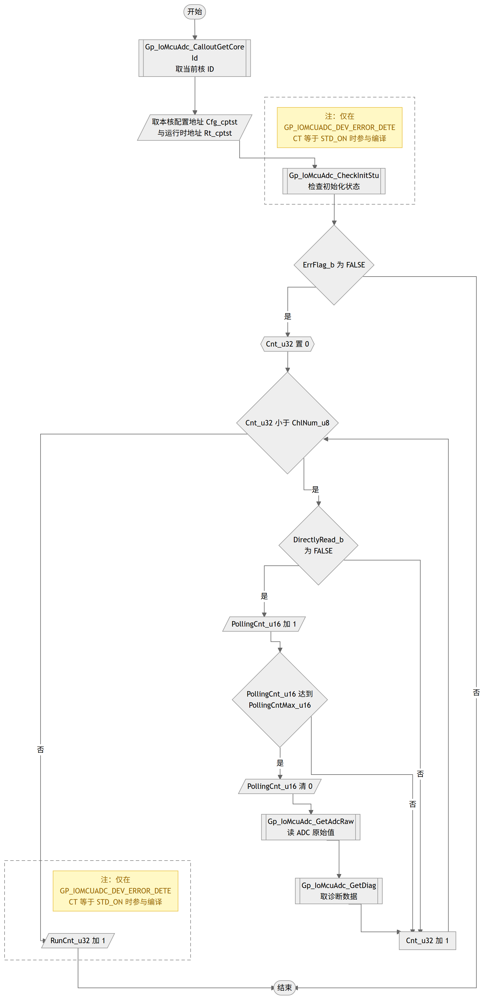 开始
Gp_IoMcuAdc_CalloutGetCore
Id
取当前核 ID
取本核配置地址 Cfg_cptst
与运行时地址 Rt_cptst
注：仅在
GP_IOMCUADC_DEV_ERROR_DETE
CT 等于 STD_ON 时参与编译
Gp_IoMcuAdc_CheckInitStu
检查初始化状态
ErrFlag_b 为 FALSE
是
Cnt_u32 置 0
Cnt_u32 小于 ChlNum_u8
是
DirectlyRead_b
为 FALSE
是
PollingCnt_u16 加 1
PollingCnt_u16 达到
PollingCntMax_u16
否
否
是
否
PollingCnt_u16 清 0
否
Gp_IoMcuAdc_GetAdcRaw
读 ADC 原始值
注：仅在
GP_IOMCUADC_DEV_ERROR_DETE
CT 等于 STD_ON 时参与编译
Gp_IoMcuAdc_GetDiag
取诊断数据
RunCnt_u32 加 1
Cnt_u32 加 1
结束